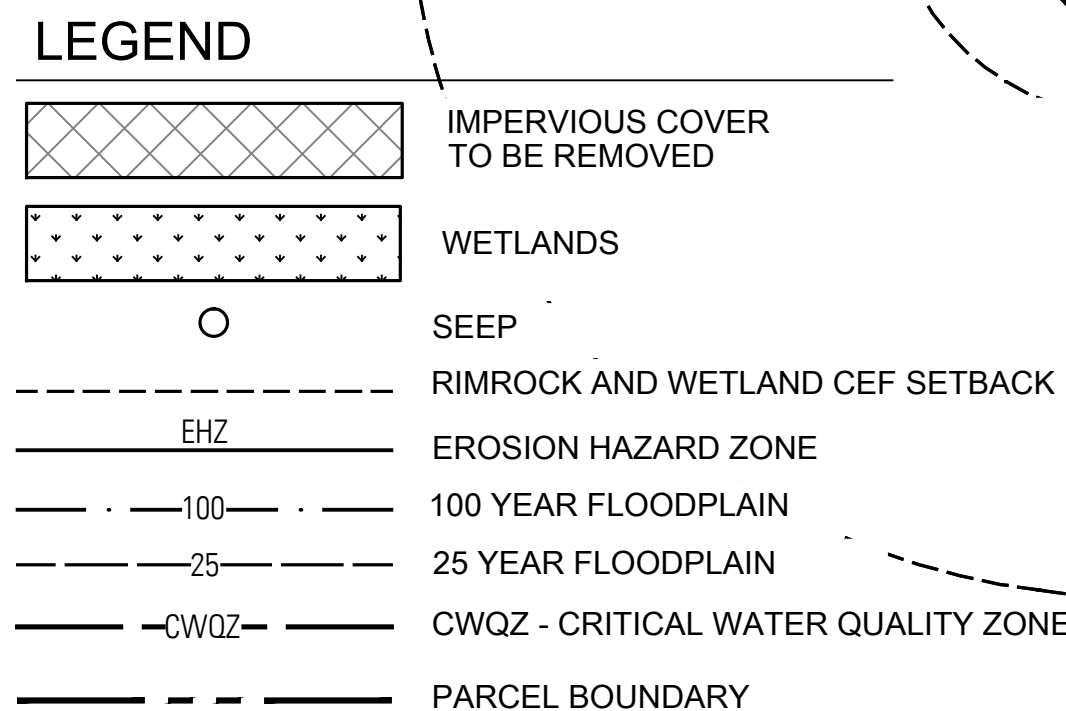 LEGEND
IMPERVIOUS COVER
TO BE REMOVED
WETLANDS
SEEP
RIMROCK AND WETLAND CEF SETBACK
EHZ
EROSION HAZARD ZONE
100
100 YEAR FLOODPLAIN
25
25 YEAR FLOODPLAIN
CWQZ
CWQZ - CRITICAL WATER QUALITY ZONE
PARCEL BOUNDARY